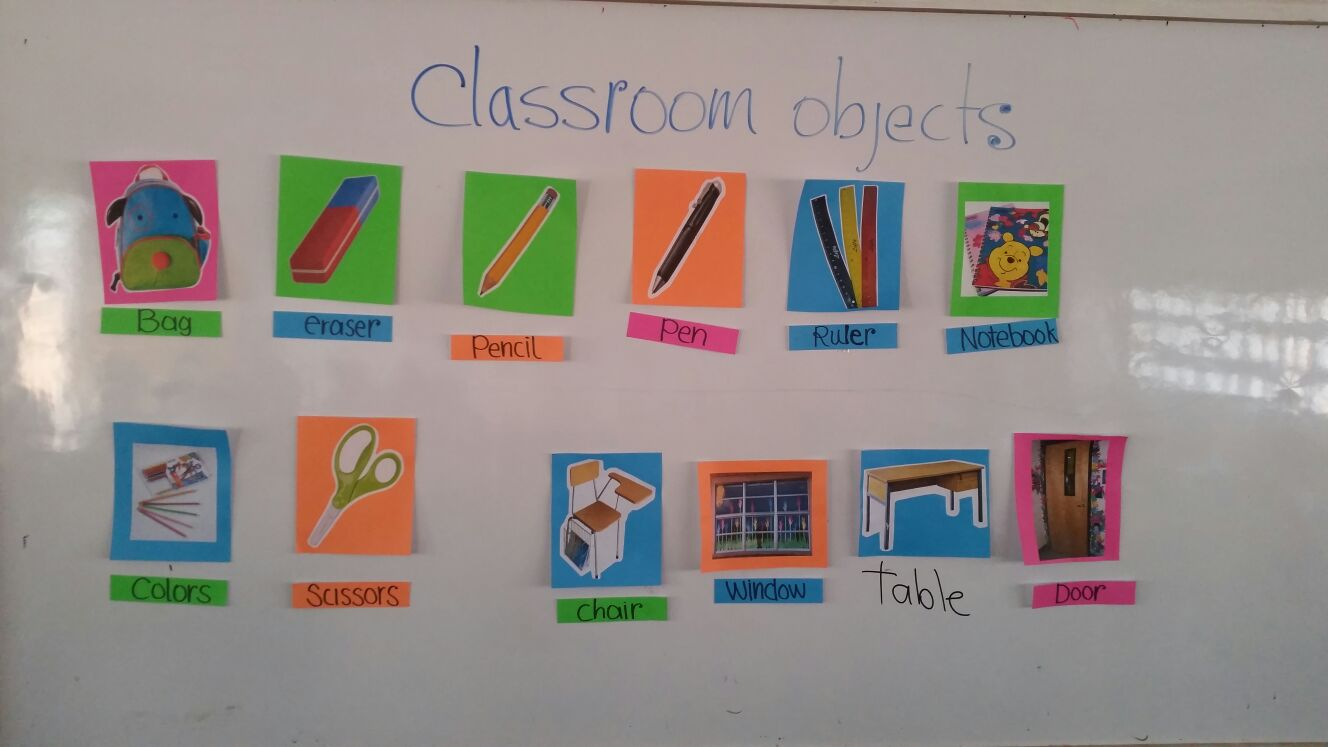 Classroom objects
Bag
eraser
Pencil
Pen
Ruler
Notebook
Colors
Scissors
chair
Window
Table
Door